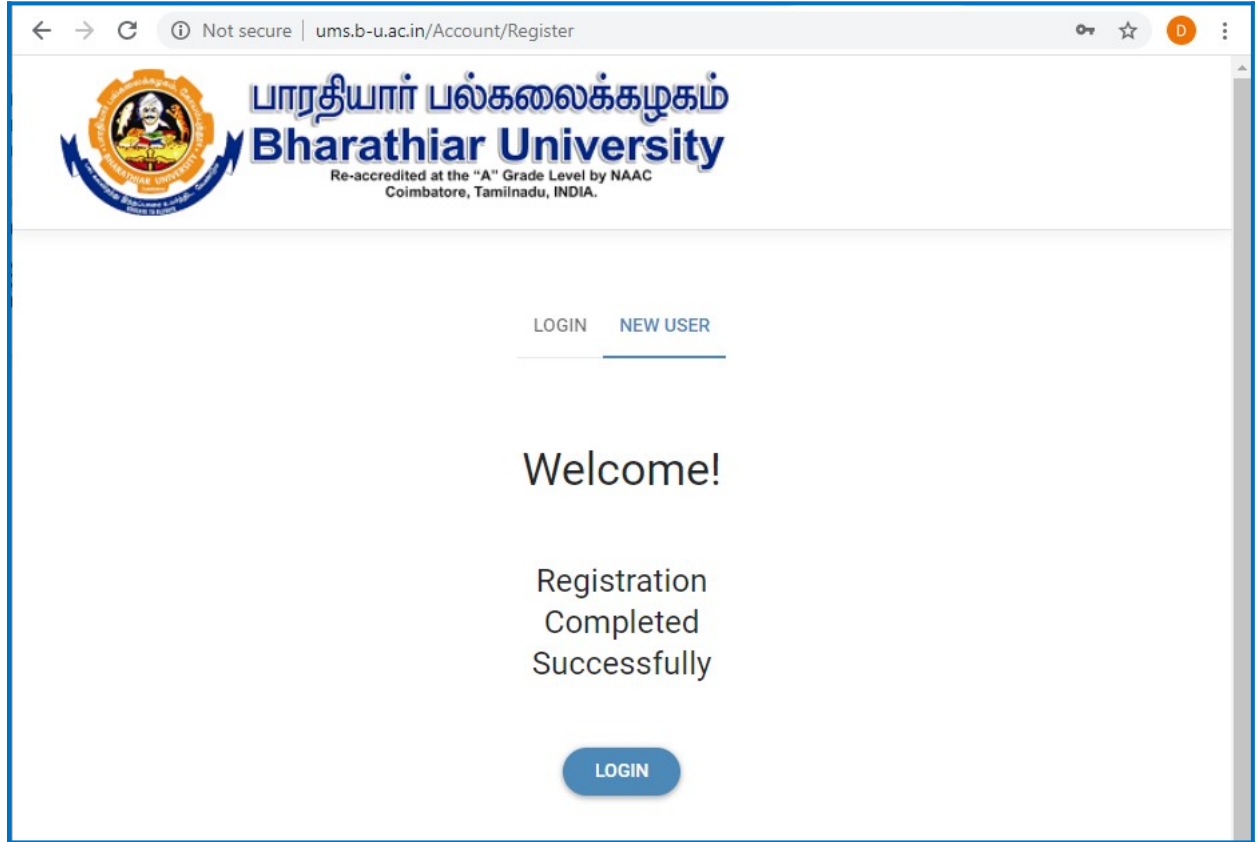 Not secure | ums.b-u.ac.in/Account/Register
D
பாரதியார் பல்கலைக்கழகம்
Bharathiar University
Re-accredited at the "A" Grade Level by NAAC
Coimbatore, Tamilnadu, INDIA.
LOGIN NEW USER
Welcome!
Registration
Completed
Successfully
LOGIN